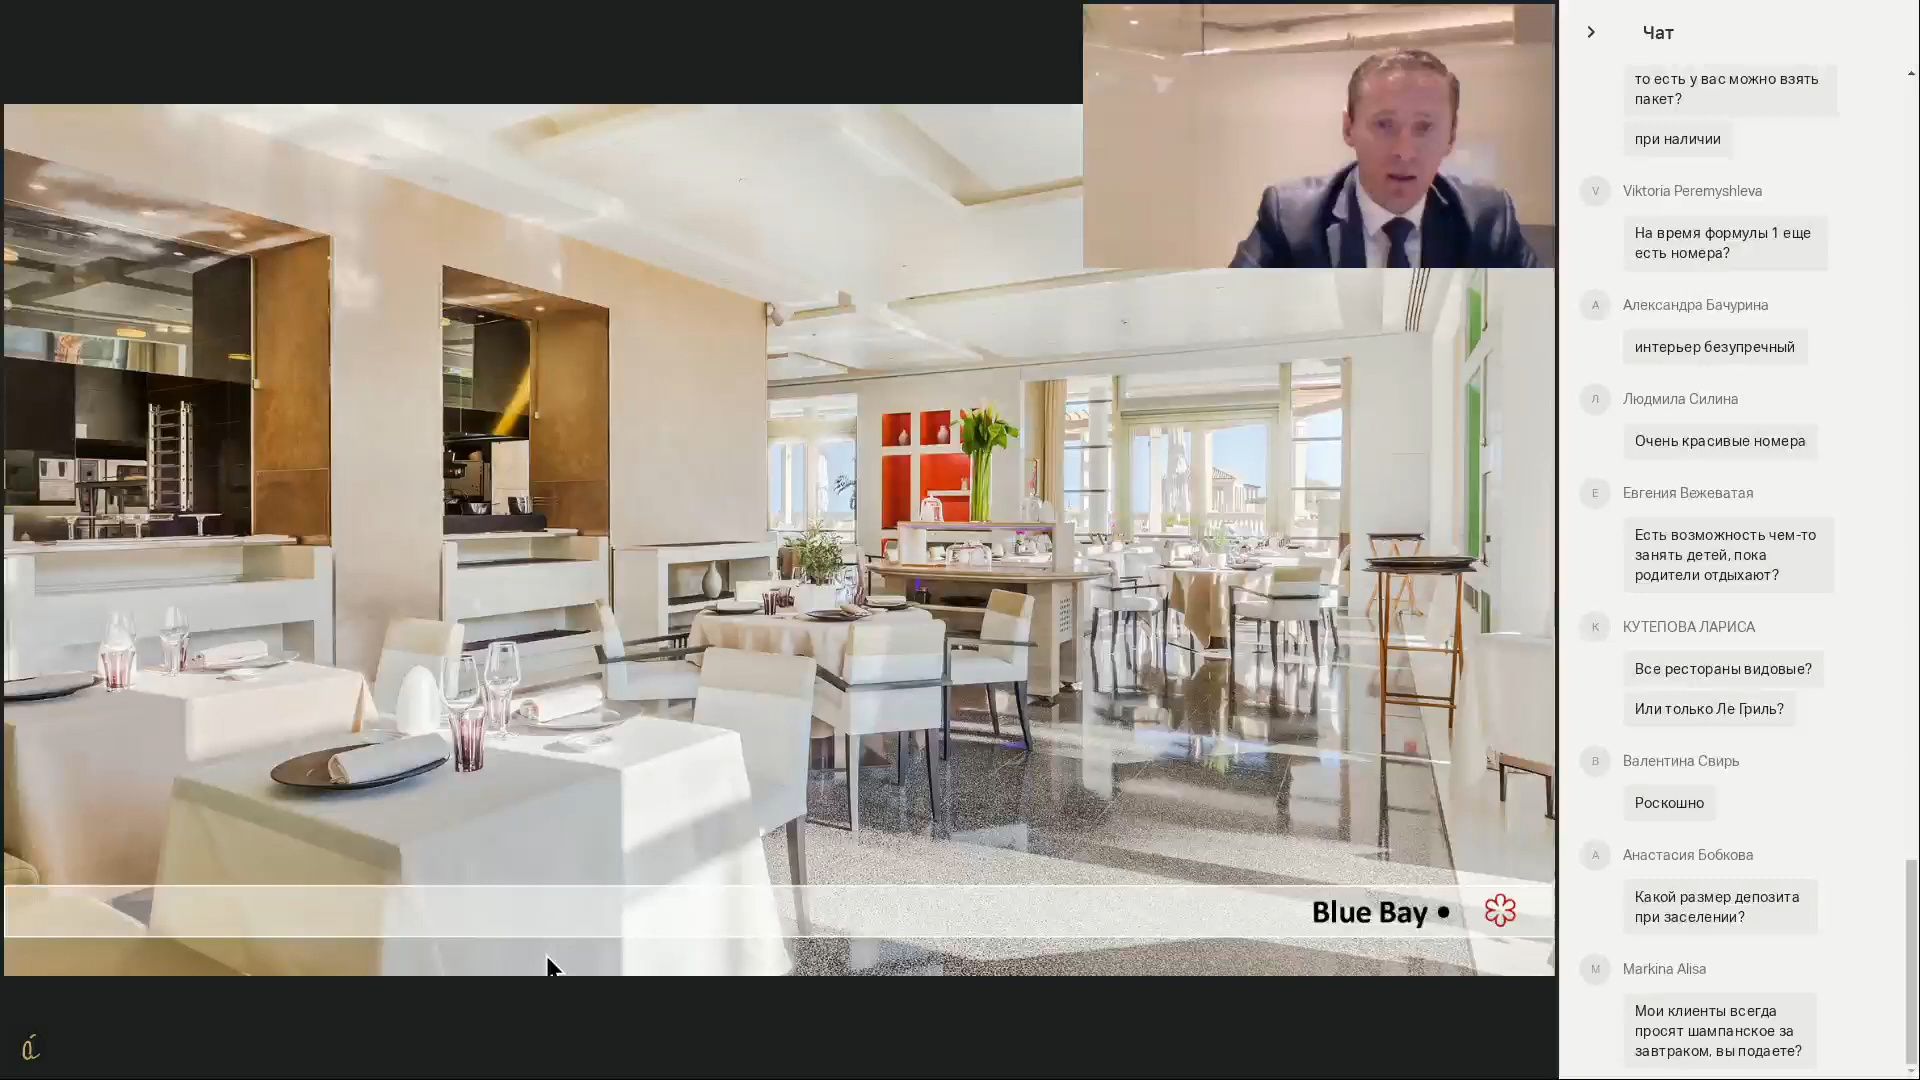 Blue Bay •
á
Чат
то есть у вас можно взять
пакет?
при наличии
V
Viktoria Peremyshleva
На время формулы 1 еще
есть номера?
А
Александра Бачурина
интерьер безупречный
Л
Людмила Силина
Очень красивые номера
Е
Евгения Вежеватая
Есть возможность чем-то
занять детей, пока
родители отдыхают?
К
КУТЕПОВА ЛАРИСА
Все рестораны видовые?
Или только Ле Гриль?
В
Валентина Свирь
Роскошно
А
Анастасия Бобкова
Какой размер депозита
при заселении?
M
Markina Alisa
Мои клиенты всегда
просят шампанское за
завтраком, вы подаете?